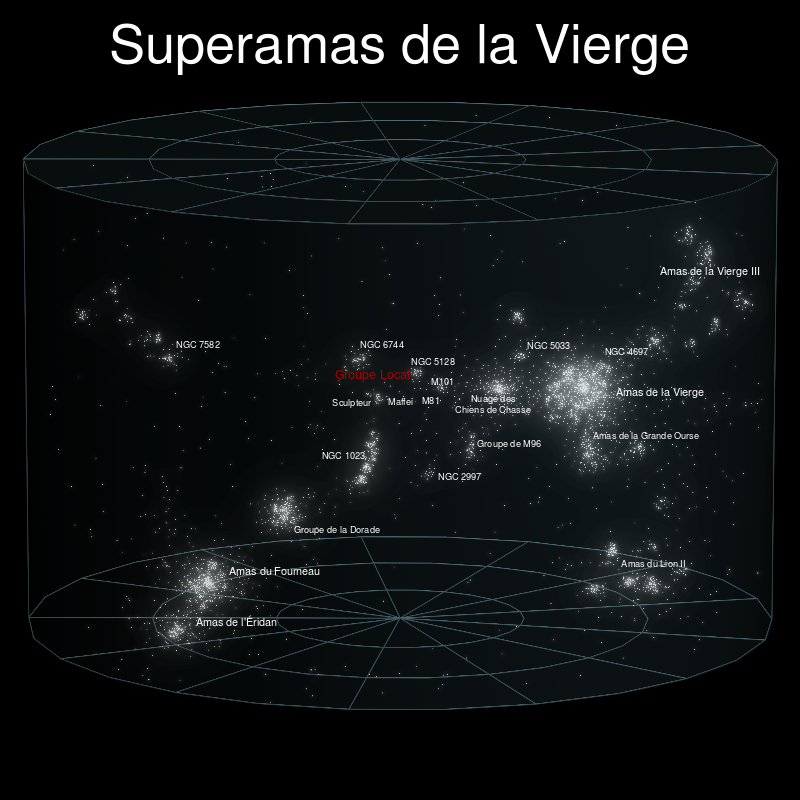 Superamas de la Vierge
Amas de la Vierge III
NGC 7582
NGC 6744
NGC 5033
NGC 4697
NGC 5128
Groupe Local
M101
Amas de la Vierge
Sculpteur
Maffei
M81
Nuage des
Chiens de Chasse
Amas de la Grande Ourse
Groupe de M96
NGC 1023
NGC 2997
Groupe de la Dorade
Amas du Lion II
Amas du Fourneau
Amas de l'Éridan